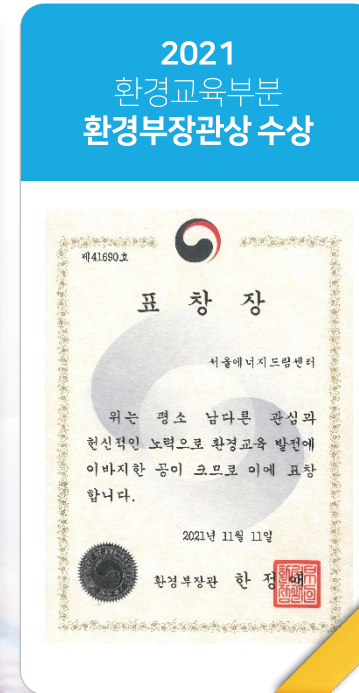 2021
환경교육부분
환경부장관상 수상
제41690호
표 창 장
서울에너지드림센터
위는 평소 남다른 관심과
헌신적인 노력으로 환경교육 발전에
이바지한 공이 크므로 이에 표창
합니다.
2021년 11월 11일
환경부장관 한 정 애